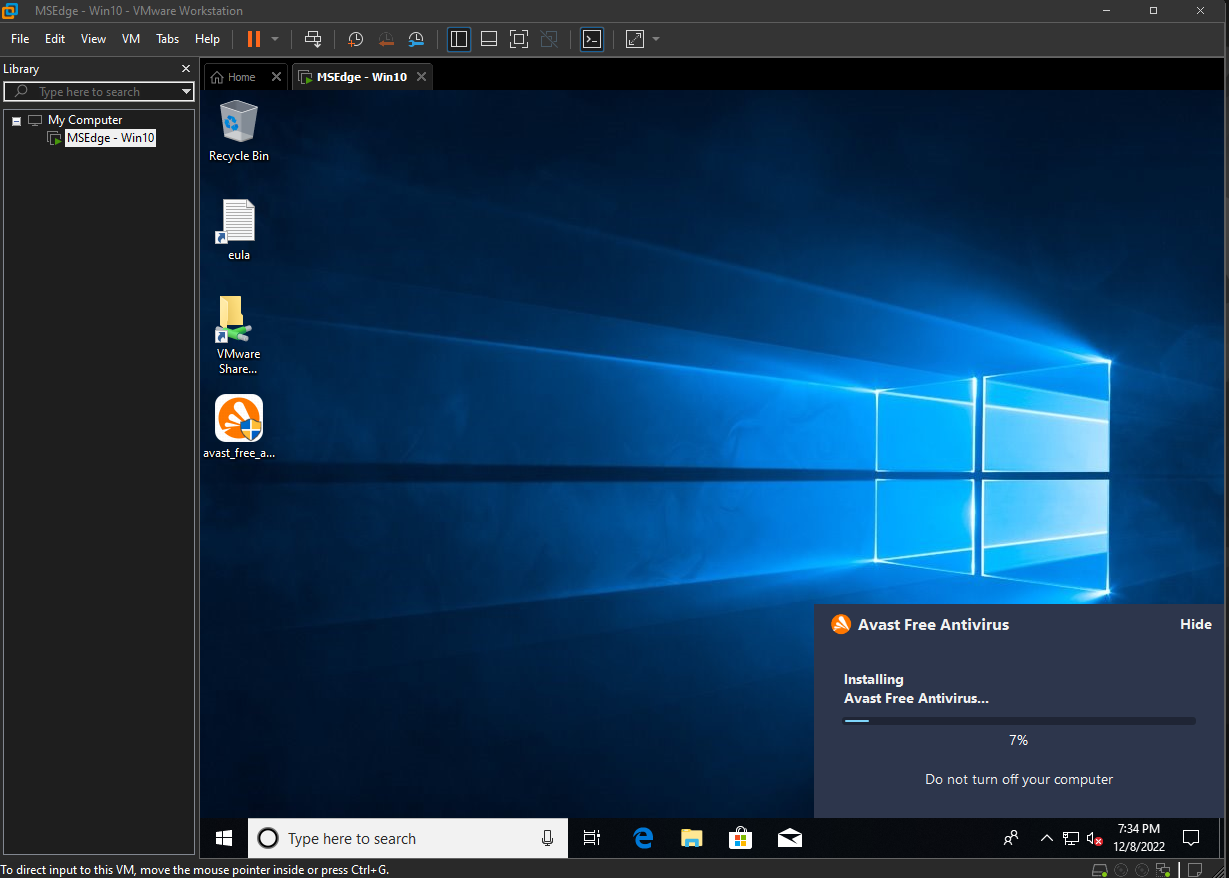 MSEdge - Win10 - VMware Workstation
File Edit View VM Tabs Help
Library
Type here to search
My Computer
MSEdge - Win10
Home
MSEdge - Win10
Recycle Bin
eula
VMware
Share...
avast_free_a...
Avast Free Antivirus
Hide
Installing
Avast Free Antivirus...
7%
Do not turn off your computer
Type here to search
7:34 PM
12/8/2022
To direct input to this VM, move the mouse pointer inside or press Ctrl+G.